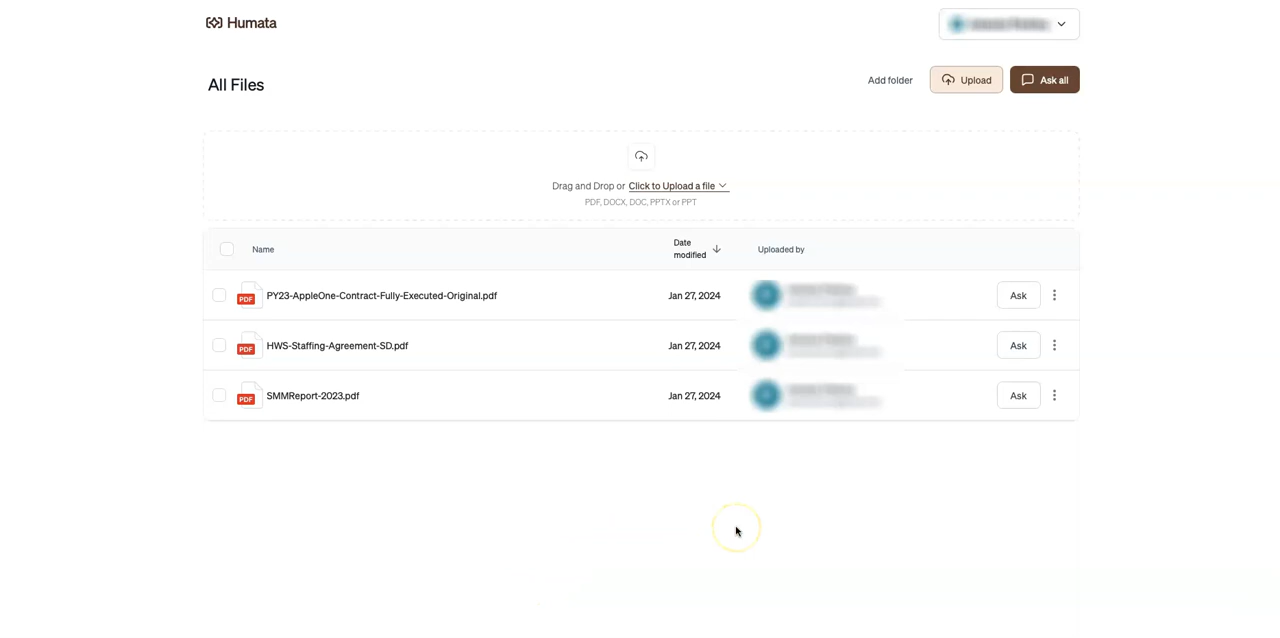 Humata
All Files
Add folder
Upload
Ask all
Drag and Drop or Click to Upload a file
PDF, DOCX, DOC, PPTX or PPT
Name
Date modified
Uploaded by
PDF
PY23-AppleOne-Contract-Fully-Executed-Original.pdf
Jan 27, 2024
Ask
PDF
HWS-Staffing-Agreement-SD.pdf
Jan 27, 2024
Ask
PDF
SMMReport-2023.pdf
Jan 27, 2024
Ask